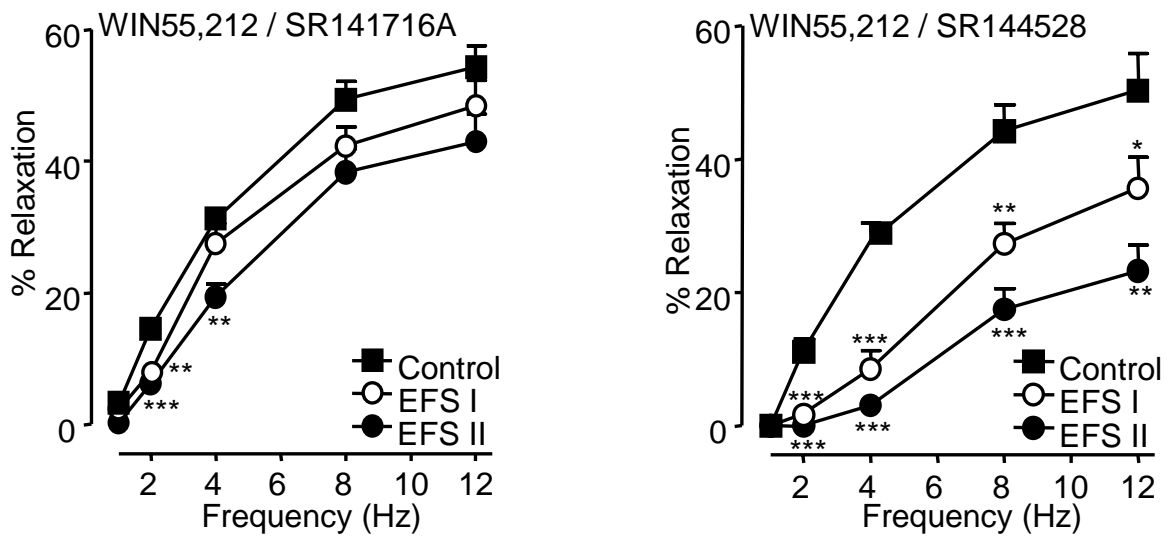 WIN55,212 / SR141716A
60
40
20
0
% Relaxation
**
***
**
Control
EFS I
EFS II
2 4 6 8 10 12
Frequency (Hz)
WIN55,212 / SR144528
60
40
20
0
% Relaxation
*
**
**
***
***
***
***
***
Control
EFS I
EFS II
2 4 6 8 10 12
Frequency (Hz)